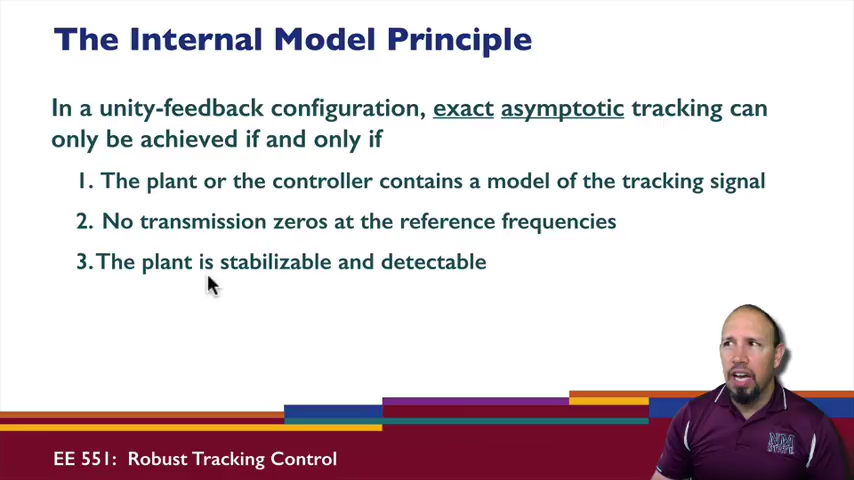 The Internal Model Principle
In a unity-feedback configuration, exact asymptotic tracking can
only be achieved if and only if
1. The plant or the controller contains a model of the tracking signal
2. No transmission zeros at the reference frequencies
3. The plant is stabilizable and detectable
NM
STATE
EE 551: Robust Tracking Control